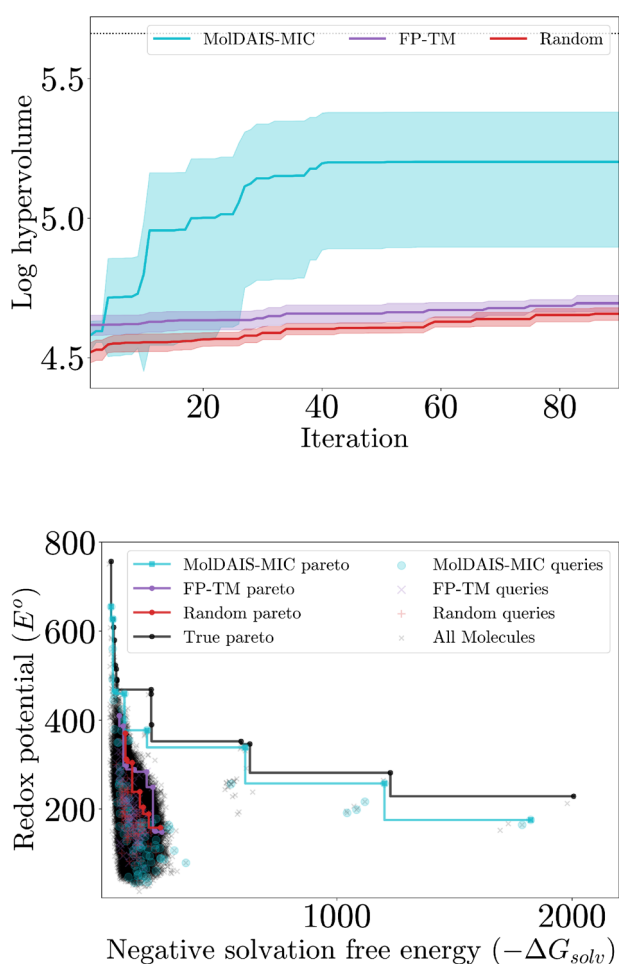 MolDAIS-MIC FP-TM Random
5.5
5.0
4.5
Log hypervolume
20 40 60 80
Iteration
800
600
400
200
Redox potential (E^o)
MolDAIS-MIC pareto MolDAIS-MIC queries
FP-TM pareto FP-TM queries
Random pareto Random queries
True pareto All Molecules
1000 2000
Negative solvation free energy (−ΔG_solv)